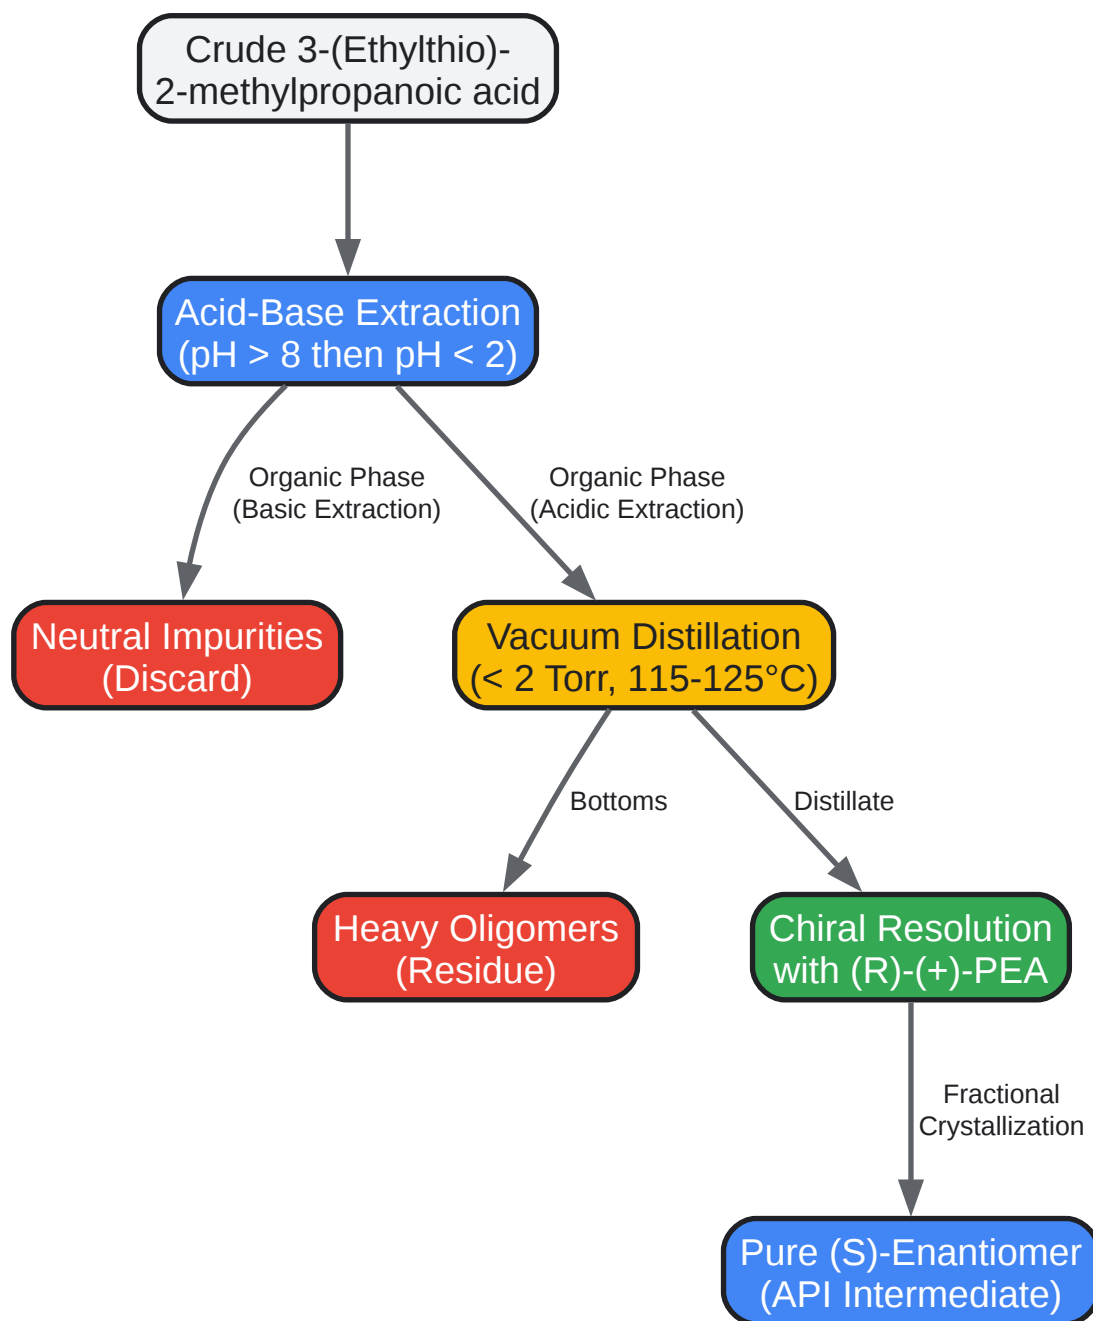 Crude 3-(Ethylthio)-
2-methylpropanoic acid
Acid-Base Extraction
(pH > 8 then pH < 2)
Organic Phase
(Basic Extraction)
Organic Phase
(Acidic Extraction)
Neutral Impurities
(Discard)
Vacuum Distillation
(< 2 Torr, 115-125°C)
Bottoms
Distillate
Heavy Oligomers
(Residue)
Chiral Resolution
with (R)-(+)-PEA
Fractional
Crystallization
Pure (S)-Enantiomer
(API Intermediate)